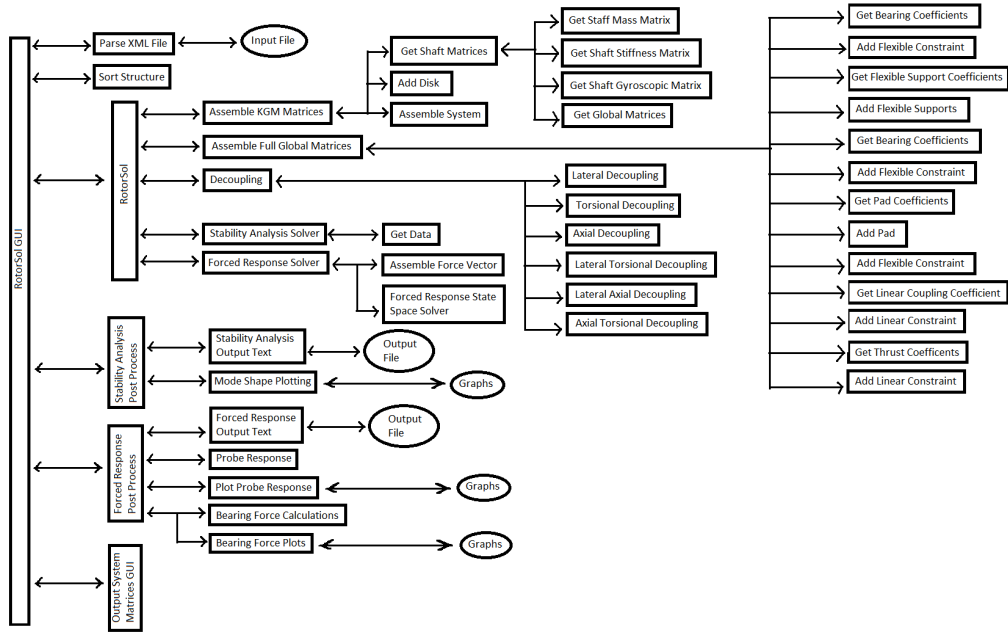 RotorSol GUI
Parse XML File
Input File
Sort Structure
RotorSol
Assemble KGM Matrices
Get Shaft Matrices
Add Disk
Assemble System
Get Staff Mass Matrix
Get Shaft Stiffness Matrix
Get Shaft Gyroscopic Matrix
Get Global Matrices
Assemble Full Global Matrices
Get Bearing Coefficients
Add Flexible Constraint
Get Flexible Support Coefficients
Add Flexible Supports
Get Bearing Coefficients
Add Flexible Constraint
Get Pad Coefficients
Add Pad
Add Flexible Constraint
Get Linear Coupling Coefficient
Add Linear Constraint
Get Thrust Coefficents
Add Linear Constraint
Decoupling
Lateral Decoupling
Torsional Decoupling
Axial Decoupling
Lateral Torsional Decoupling
Lateral Axial Decoupling
Axial Torsional Decoupling
Stability Analysis Solver
Get Data
Forced Response Solver
Assemble Force Vector
Forced Response State
Space Solver
Stability Analysis
Post Process
Stability Analysis
Output Text
Output
File
Mode Shape Plotting
Graphs
Forced Response
Post Process
Forced Response
Output Text
Output
File
Probe Response
Plot Probe Response
Graphs
Bearing Force Calculations
Bearing Force Plots
Graphs
Output System
Matrices GUI